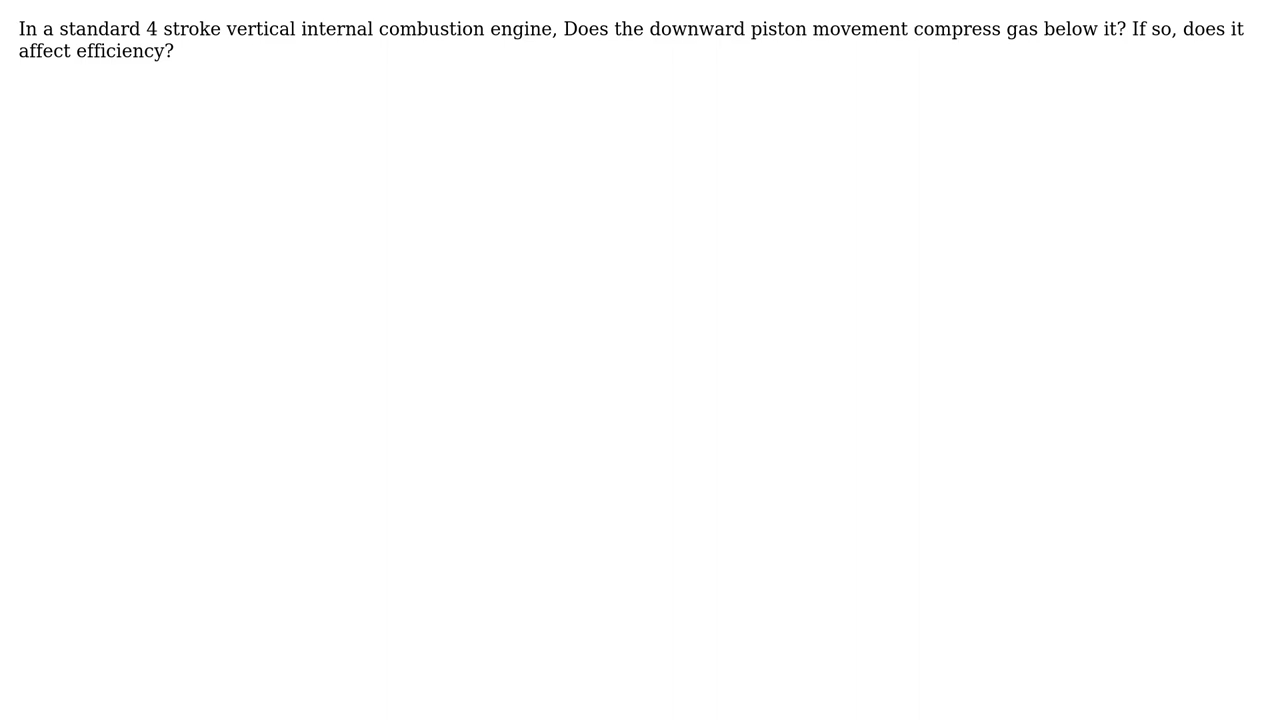 In a standard 4 stroke vertical internal combustion engine, Does the downward piston movement compress gas below it? If so, does it
affect efficiency?